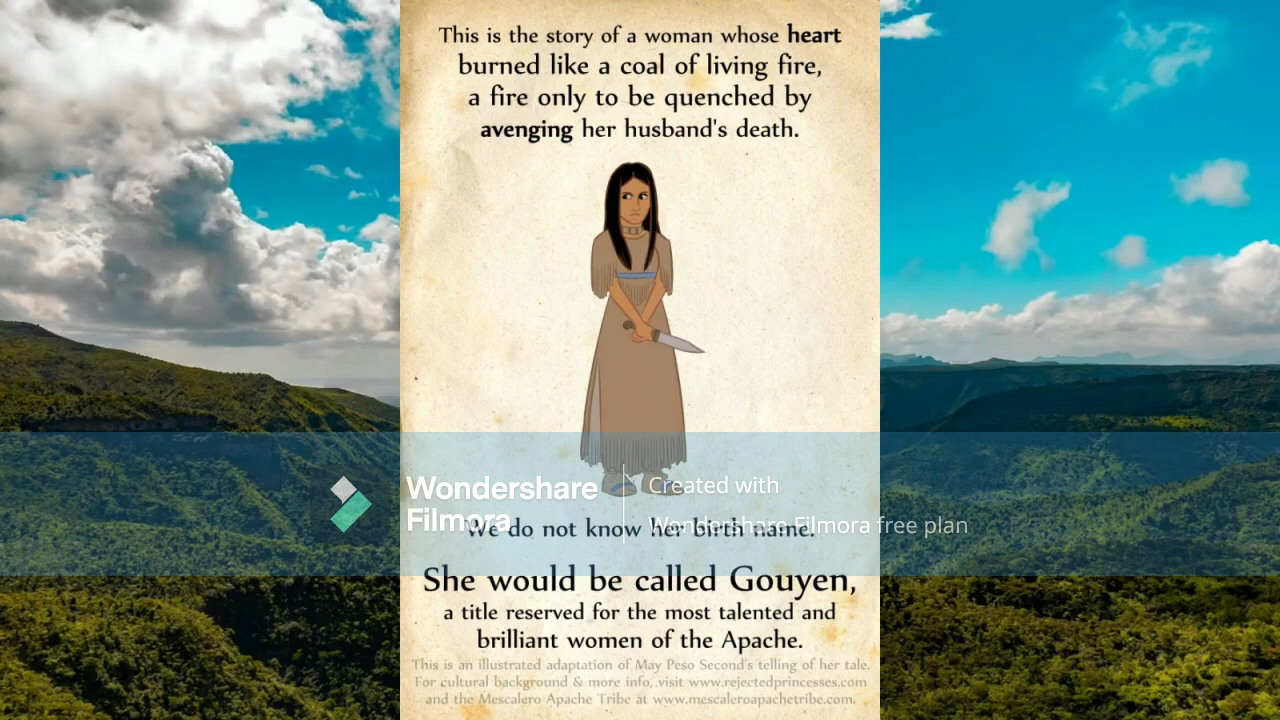 This is the story of a woman whose heart
burned like a coal of living fire,
a fire only to be quenched by
avenging her husband's death.
Wondershare
Filmora
Created with
Wondershare Filmora free plan
We do not know her birth name.
She would be called Gouyen,
a title reserved for the most talented and
brilliant women of the Apache.
This is an illustrated adaptation of May Peso Second's telling of her tale.
For cultural background & more info, visit www.rejectedprincesses.com
and the Mescalero Apache Tribe at www.mescaleroapachetribe.com.